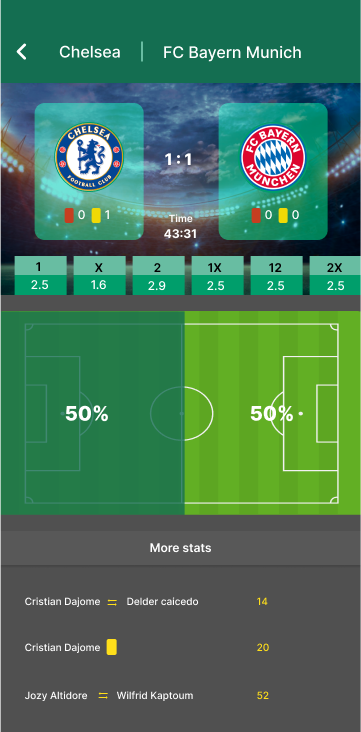 Chelsea | FC Bayern Munich
CHELSEA
FOOTBALL CLUB
FC BAYERN
MÜNCHEN
1 : 1
0 1
0 0
Time
43:31
1 X 2 1X 12 2X
2.5 1.6 2.9 2.5 2.5 2.5
50% 50%
More stats
Cristian Dajome Delder caicedo 14
Cristian Dajome 20
Jozy Altidore Wilfrid Kaptoum 52